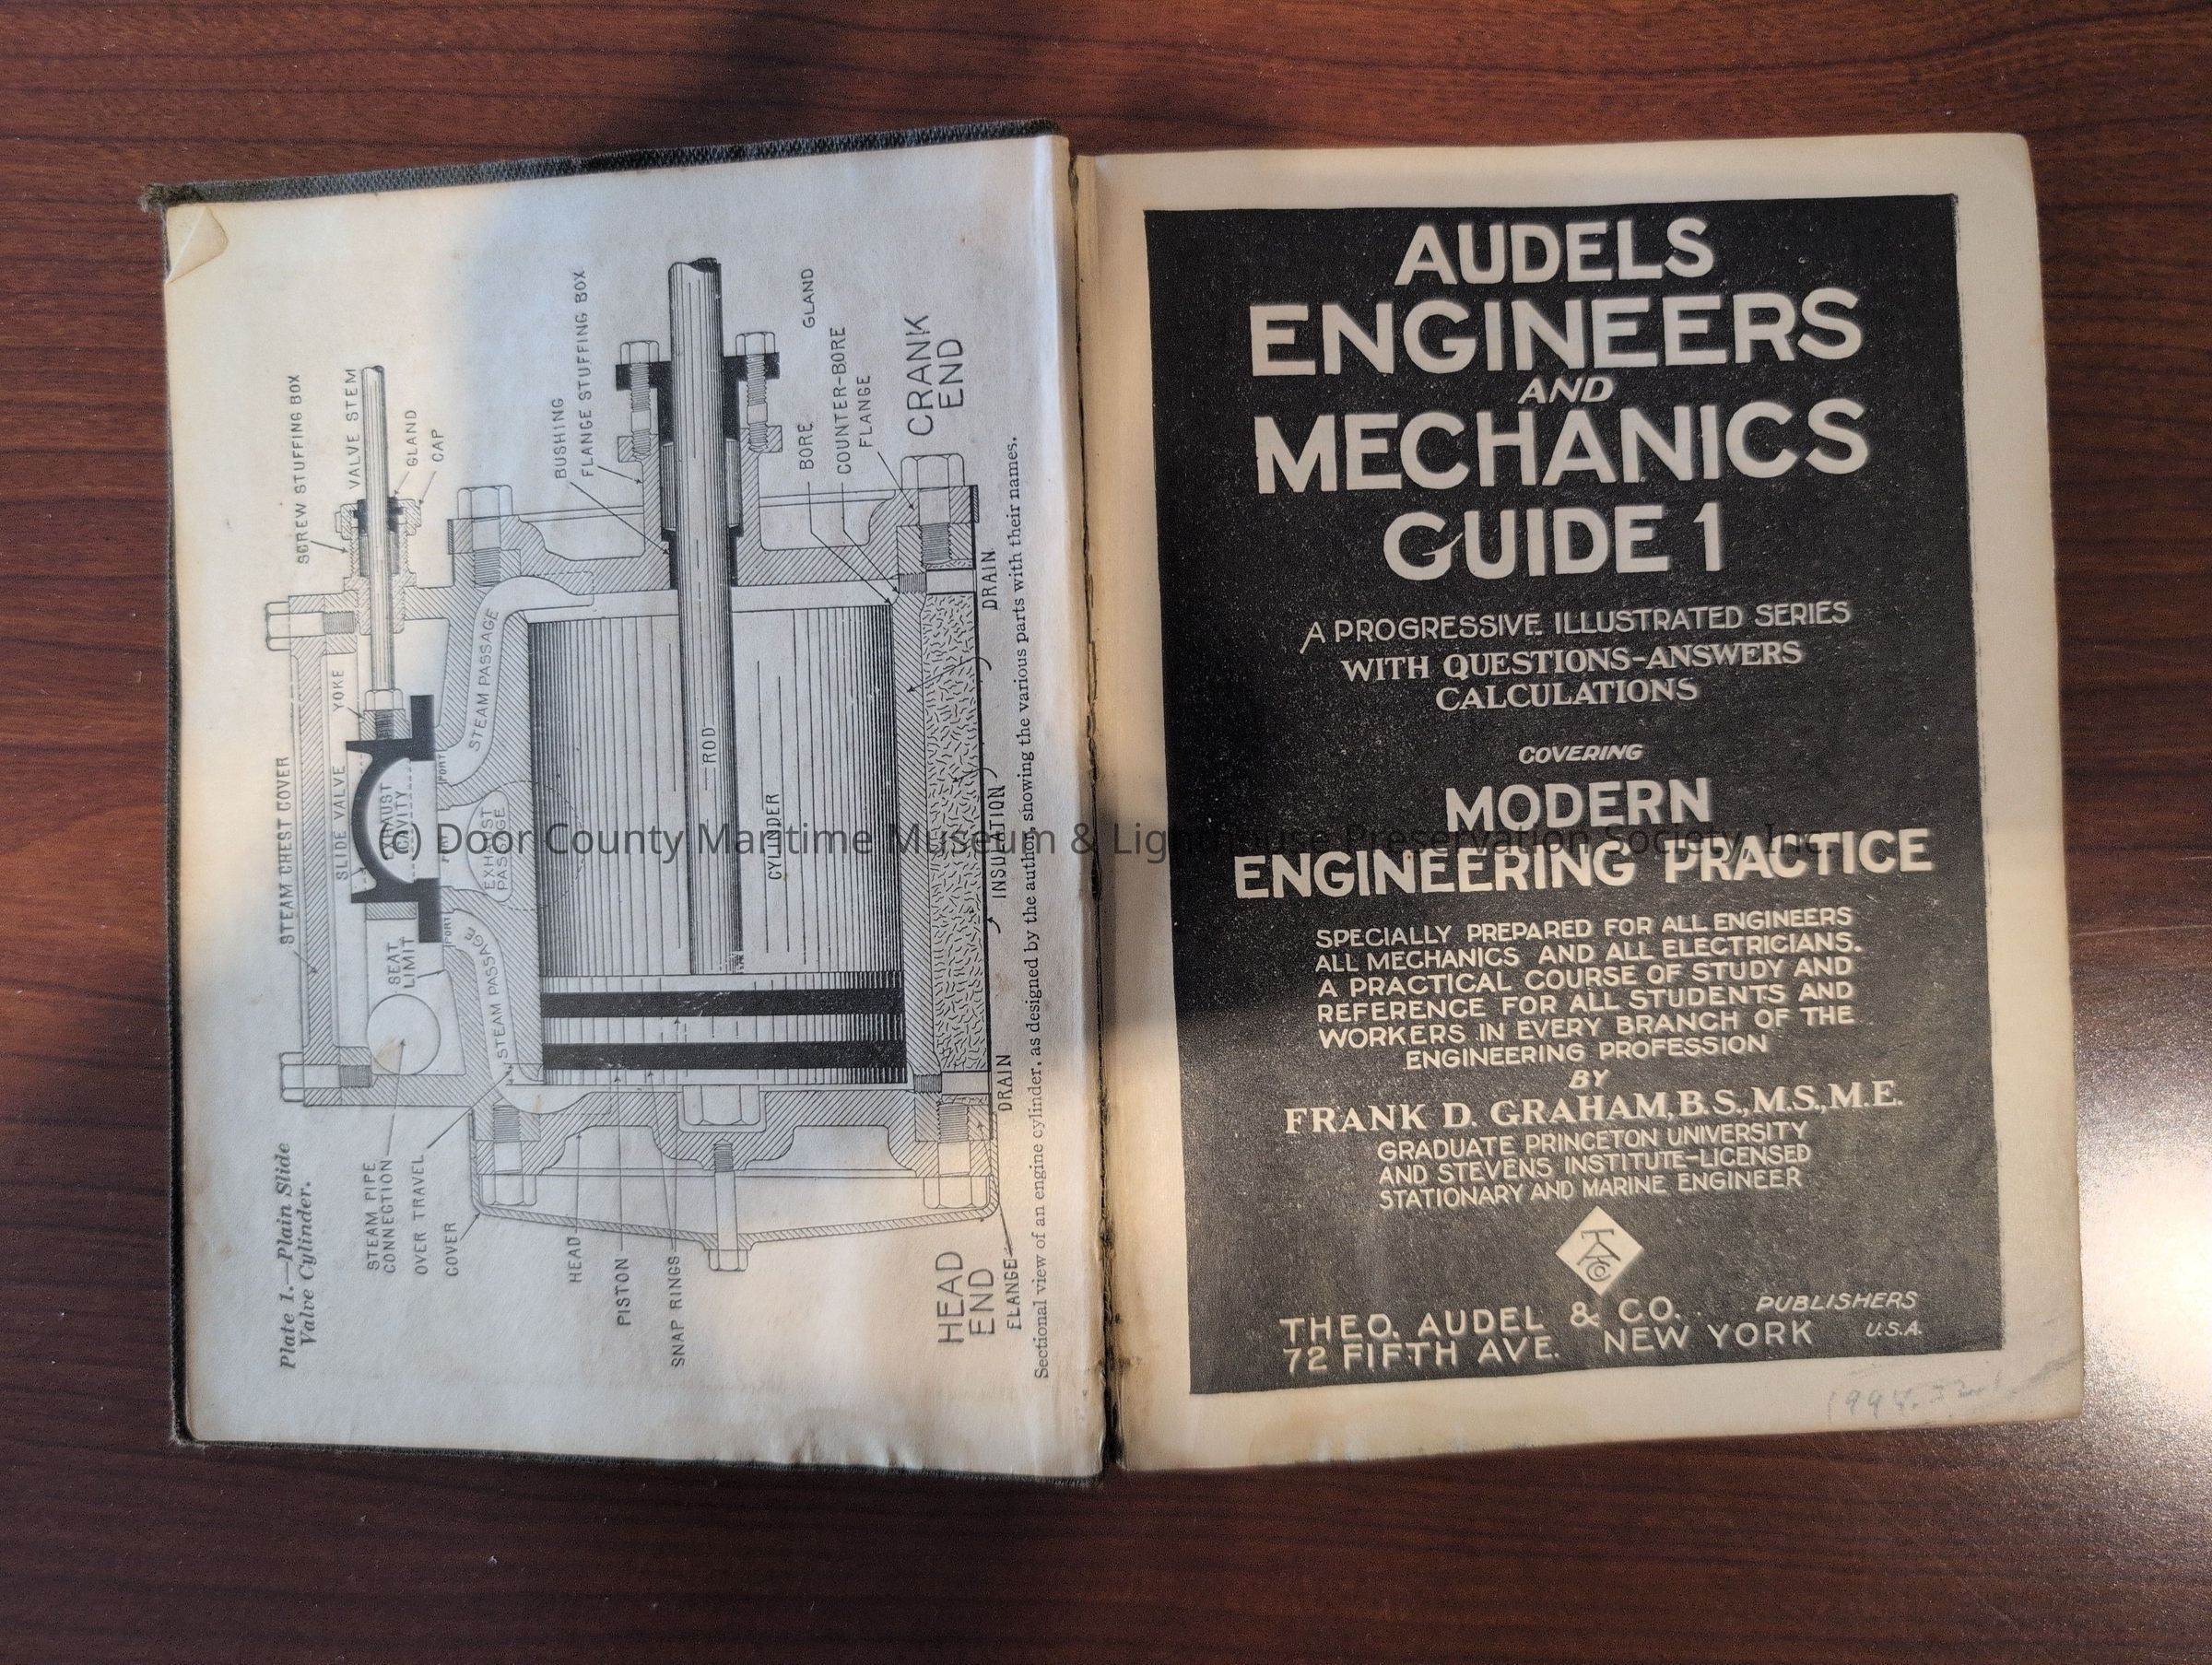 Plate 1.—Plain Slide
Valve Cylinder.
STEAM CHEST COVER
SCREW STUFFING BOX
SLIDE VALVE
YOKE
VALVE STEM
STEAM PIPE
CONNECTION
SEAT
LIMIT
EXHAUST
CAVITY
GLAND
CAP
OVER TRAVEL
COVER
PORT
PORT
PORT
STEAM PASSAGE
EXHAUST
PASSAGE
STEAM PASSAGE
BUSHING
FLANGE STUFFING BOX
HEAD
PISTON
SNAP RINGS
ROD
CYLINDER
BORE
GLAND
COUNTER-BORE
FLANGE
HEAD
END
CRANK
END
FLANGE
DRAIN
INSULATION
DRAIN
Sectional view of an engine cylinder, as designed by the author, showing the various parts with their names.
AUDELS
ENGINEERS
AND
MECHANICS
GUIDE 1
A PROGRESSIVE ILLUSTRATED SERIES
WITH QUESTIONS-ANSWERS
CALCULATIONS
COVERING
MODERN
ENGINEERING PRACTICE
SPECIALLY PREPARED FOR ALL ENGINEERS
ALL MECHANICS AND ALL ELECTRICIANS.
A PRACTICAL COURSE OF STUDY AND
REFERENCE FOR ALL STUDENTS AND
WORKERS IN EVERY BRANCH OF THE
ENGINEERING PROFESSION
BY
FRANK D. GRAHAM, B.S., M.S., M.E.
GRADUATE PRINCETON UNIVERSITY
AND STEVENS INSTITUTE-LICENSED
STATIONARY AND MARINE ENGINEER
THEO. AUDEL & CO. PUBLISHERS
72 FIFTH AVE. NEW YORK U.S.A.
(c) Door County Maritime Museum & Lighthouse Preservation Society, Inc.